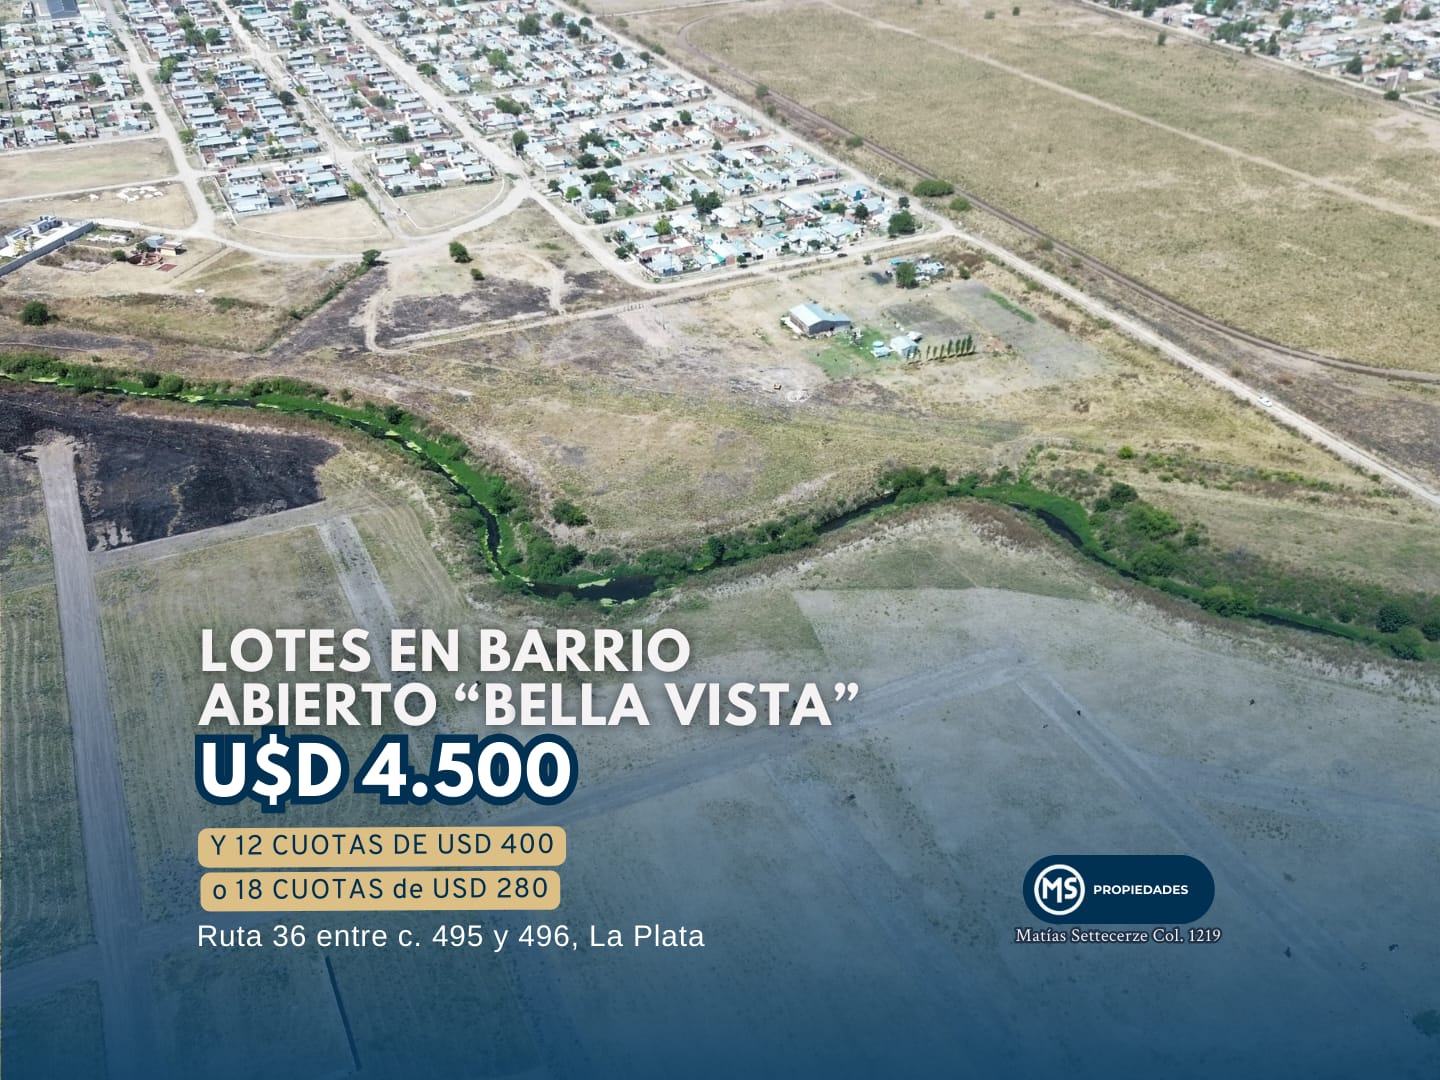 LOTES EN BARRIO
ABIERTO “BELLA VISTA”
U$D 4.500
Y 12 CUOTAS DE USD 400
o 18 CUOTAS de USD 280
Ruta 36 entre c. 495 y 496, La Plata
MS PROPIEDADES
Matías Settecerze Col. 1219